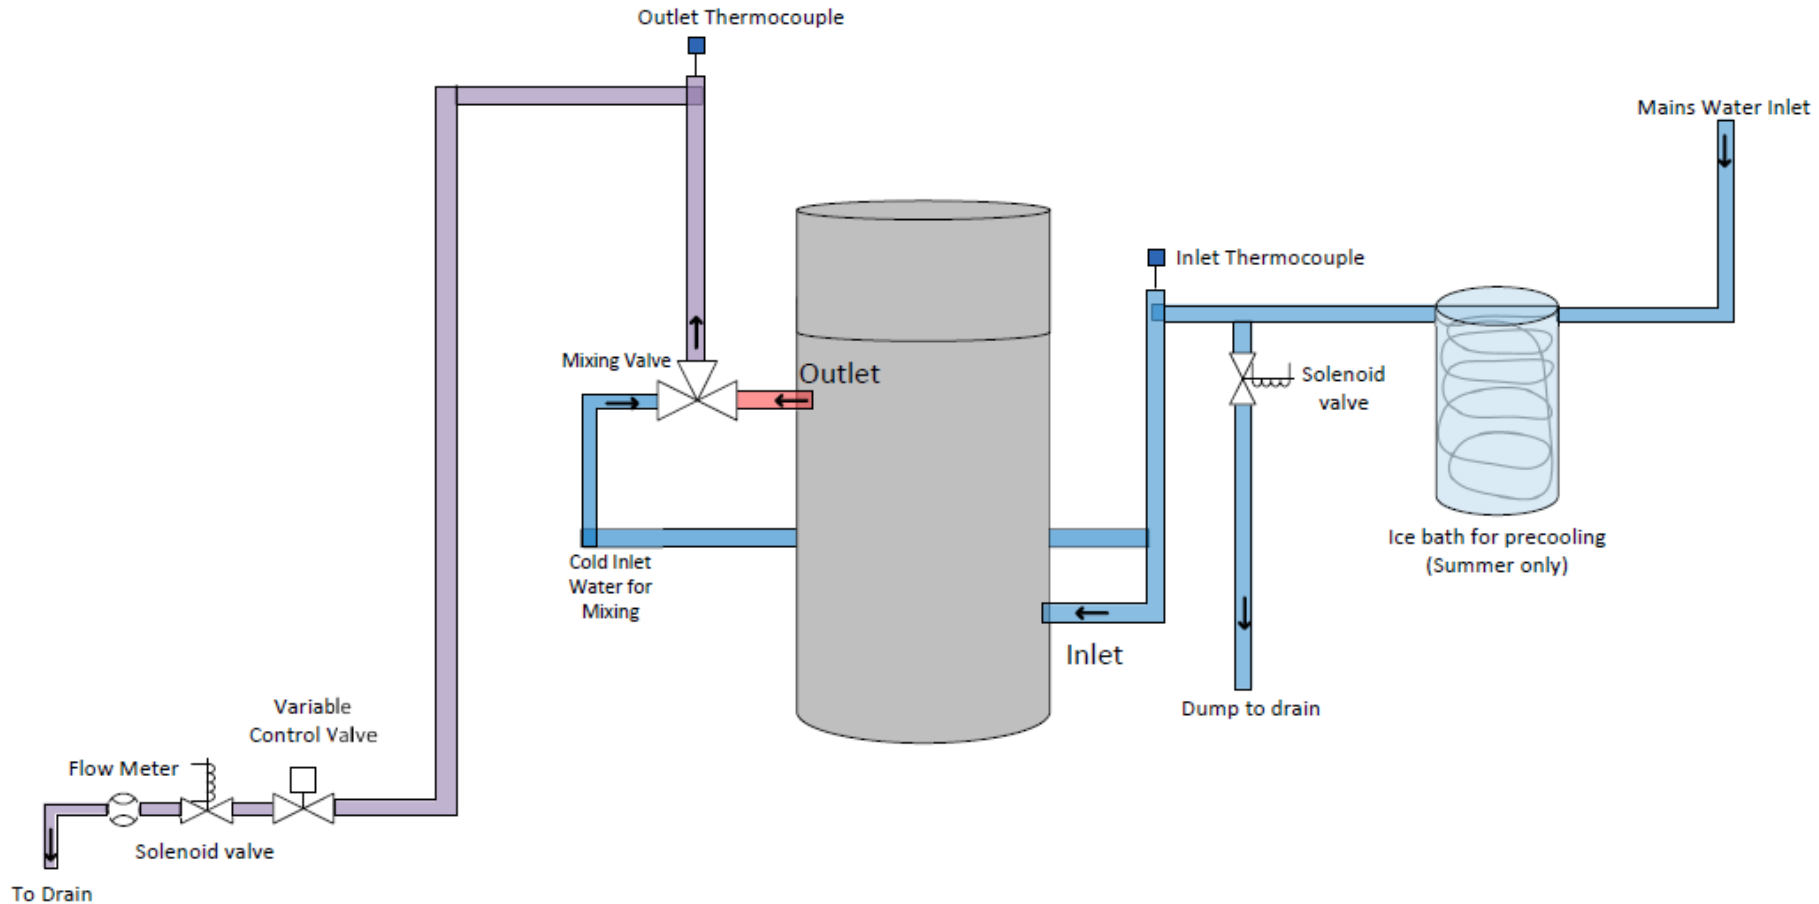 Outlet Thermocouple
Mains Water Inlet
Inlet Thermocouple
Mixing Valve
Outlet
Solenoid
valve
Ice bath for precooling
(Summer only)
Cold Inlet
Water for
Mixing
Inlet
Dump to drain
Variable
Control Valve
Flow Meter
Solenoid valve
To Drain